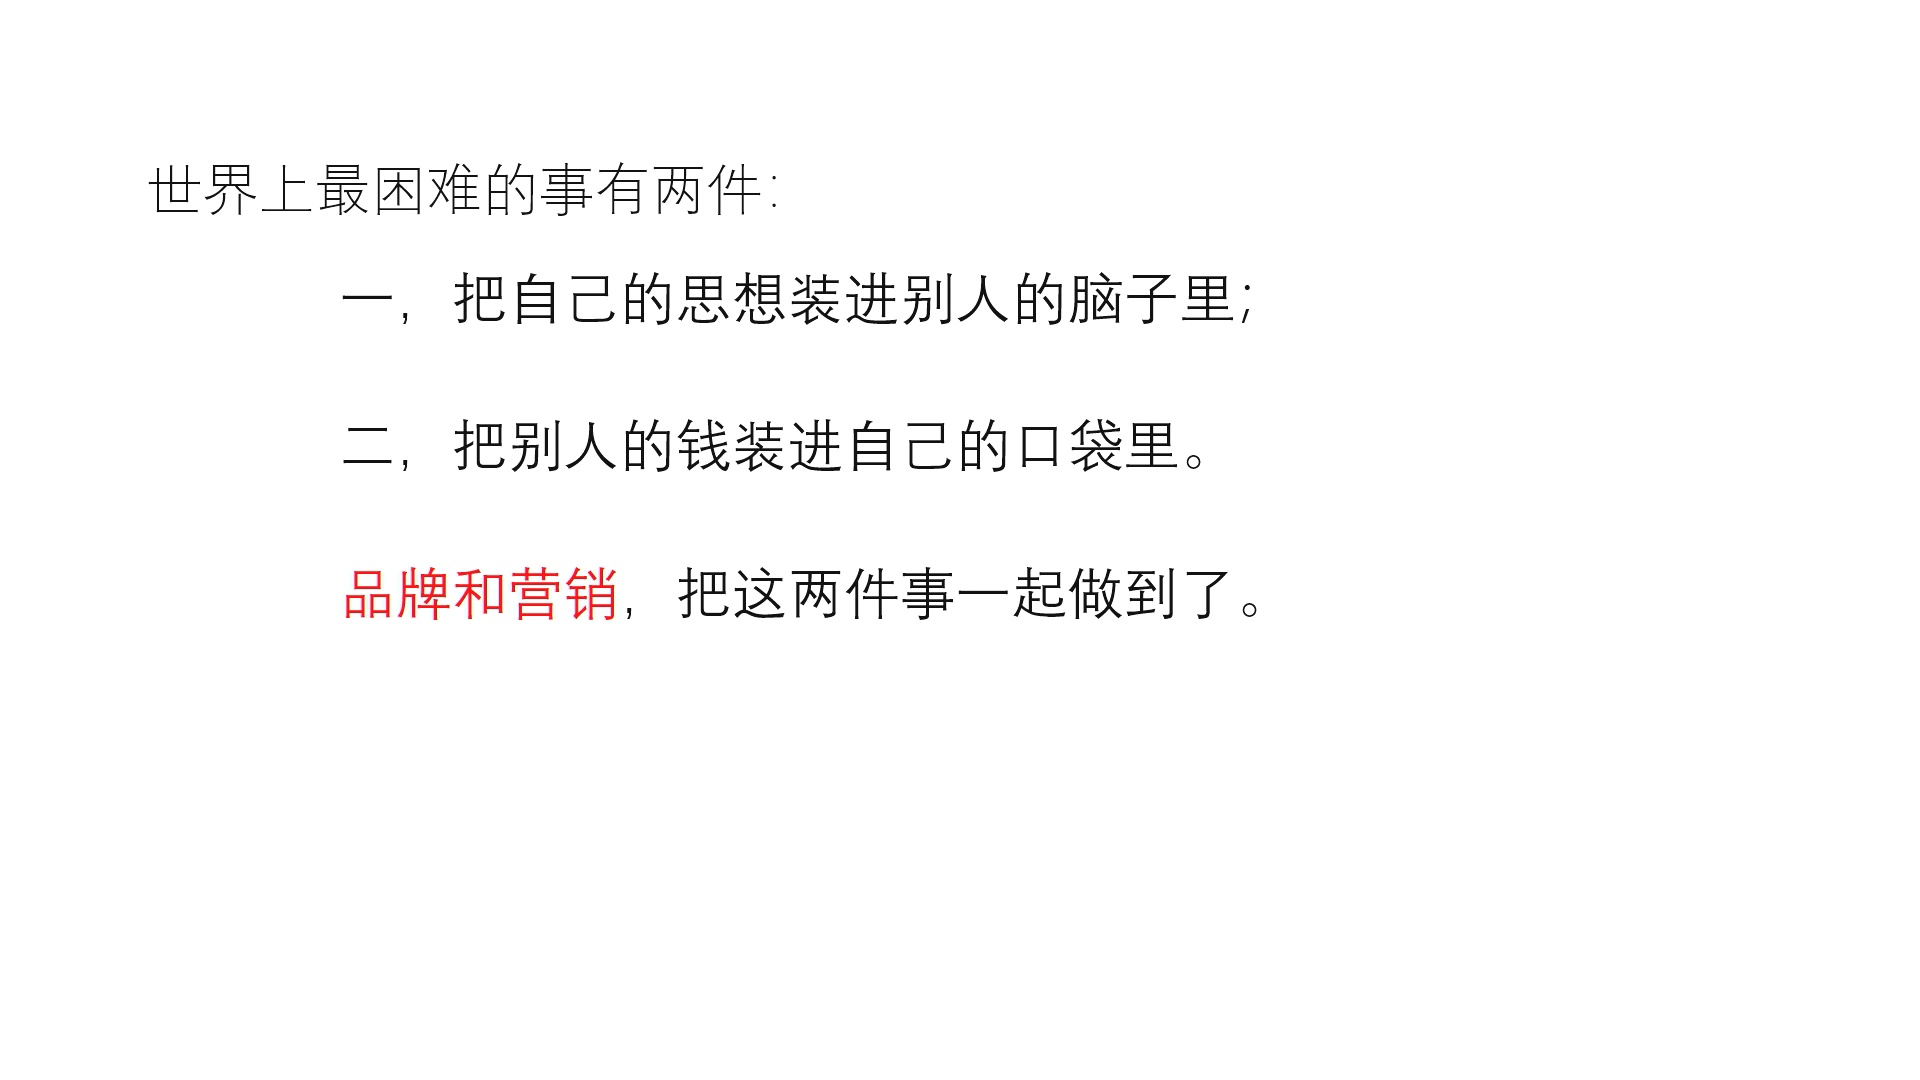 世界上最困难的事有两件：
一，把自己的思想装进别人的脑子里；
二，把别人的钱装进自己的口袋里。
品牌和营销，把这两件事一起做到了。